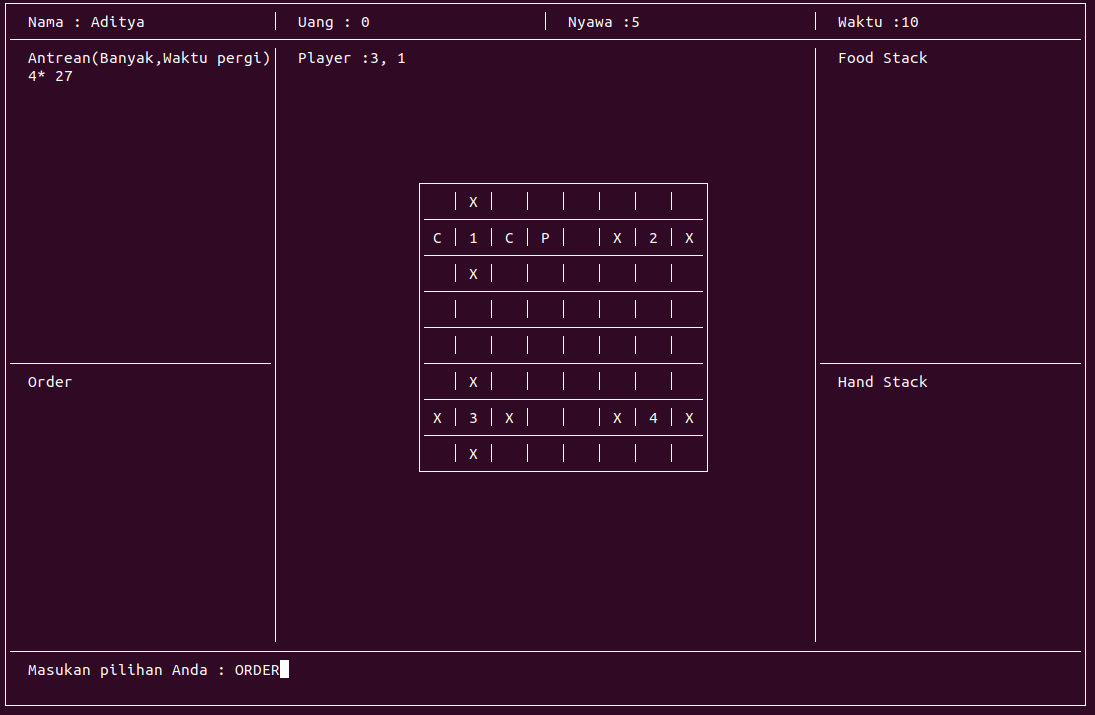 Nama : Aditya
Uang : 0
Nyawa :5
Waktu :10
Antrean(Banyak,Waktu pergi)
4* 27
Player :3, 1
Food Stack
X
C 1 C P X 2 X
X
X
X 3 X X 4 X
X
Order
Hand Stack
Masukan pilihan Anda : ORDER